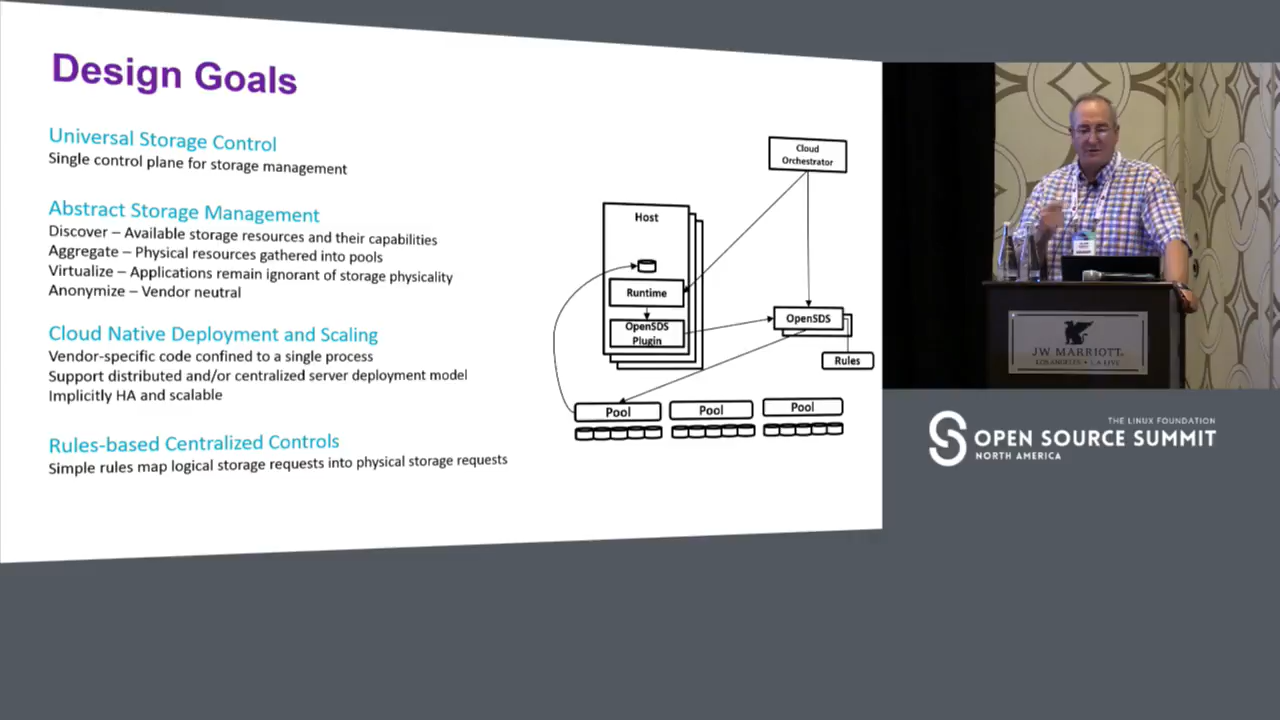 Design Goals
Universal Storage Control
Single control plane for storage management
Abstract Storage Management
Discover – Available storage resources and their capabilities
Aggregate – Physical resources gathered into pools
Virtualize – Applications remain ignorant of storage physicality
Anonymize – Vendor neutral
Cloud Native Deployment and Scaling
Vendor-specific code confined to a single process
Support distributed and/or centralized server deployment model
Implicitly HA and scalable
Rules-based Centralized Controls
Simple rules map logical storage requests into physical storage requests
Cloud
Orchestrator
Host
Runtime
OpenSDS
Plugin
OpenSDS
Rules
Pool
Pool
Pool
JW MARRIOTT
LOS ANGELES • L.A. LIVE
THE LINUX FOUNDATION
OPEN SOURCE SUMMIT
NORTH AMERICA